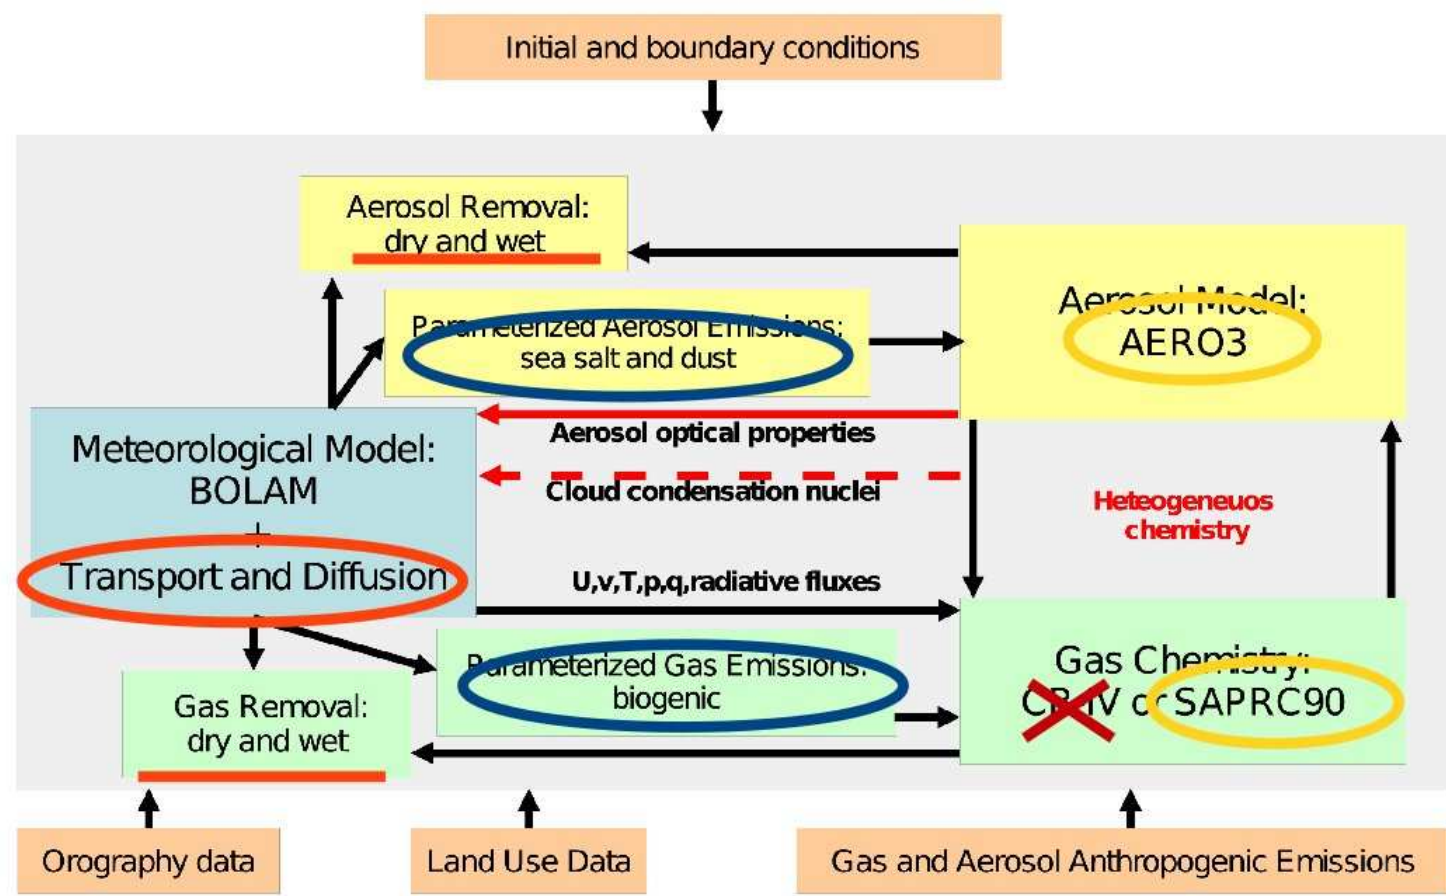 Initial and boundary conditions
Aerosol Removal:
dry and wet
Parameterized Aerosol Emissions:
sea salt and dust
Aerosol Model:
AERO3
Meteorological Model:
BOLAM
+
Transport and Diffusion
Aerosol optical properties
Cloud condensation nuclei
Heteogeneuos
chemistry
U,v,T,p,q,radiative fluxes
Parameterized Gas Emissions:
biogenic
Gas Chemistry:
CB-IV or SAPRC90
Gas Removal:
dry and wet
Orography data
Land Use Data
Gas and Aerosol Anthropogenic Emissions